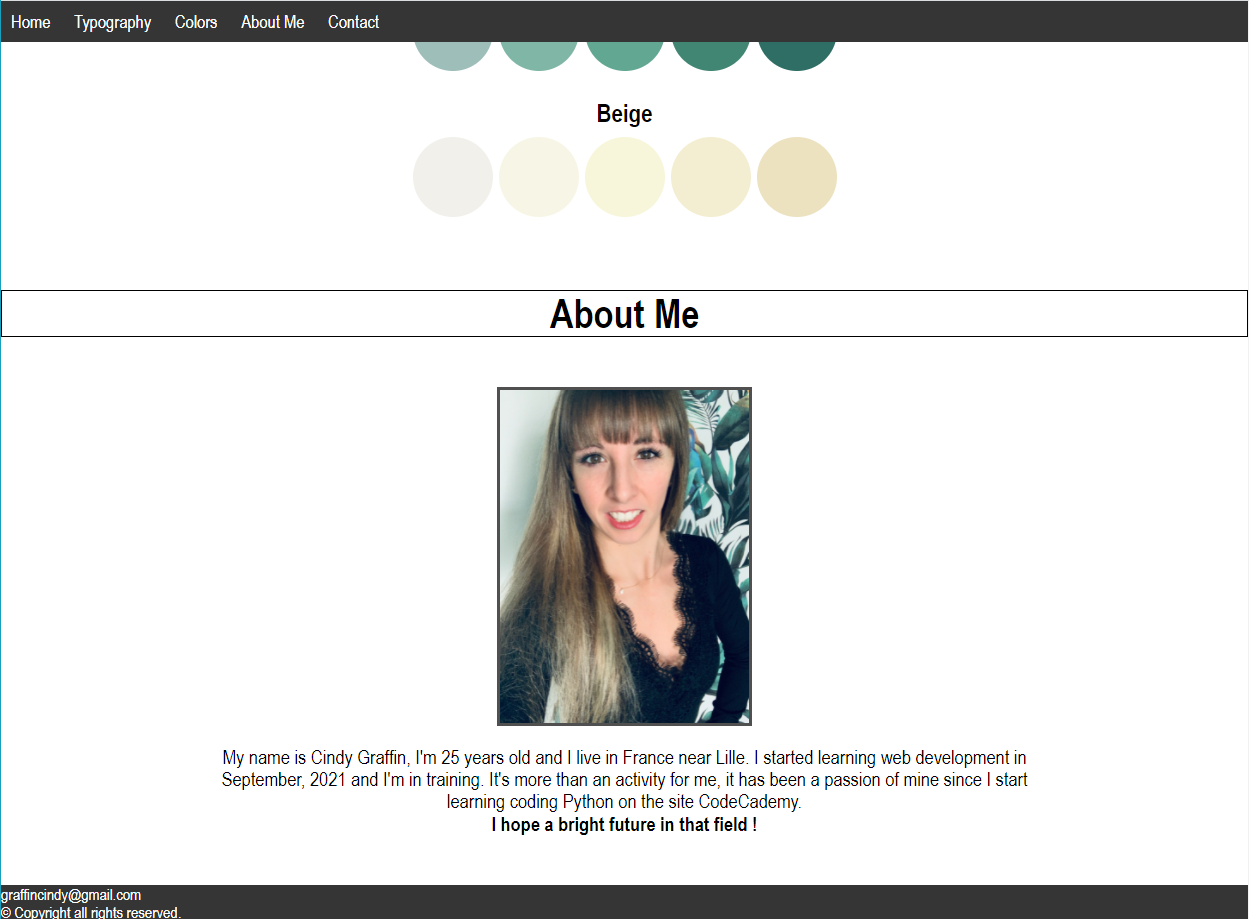 Home Typography Colors About Me Contact
Beige
About Me
My name is Cindy Graffin, I'm 25 years old and I live in France near Lille. I started learning web development in
September, 2021 and I'm in training. It's more than an activity for me, it has been a passion of mine since I start
learning coding Python on the site CodeCademy.
I hope a bright future in that field !
graffincindy@gmail.com
© Copyright all rights reserved.